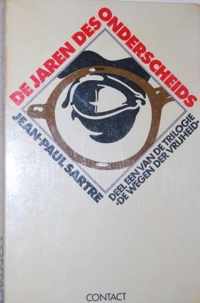 DE JAREN DES ONDERSCHEIDS
JEAN-PAUL SARTRE
DEEL EEN VAN DE TRILOGIE
-DE WEGEN DER VRIJHEID-
CONTACT